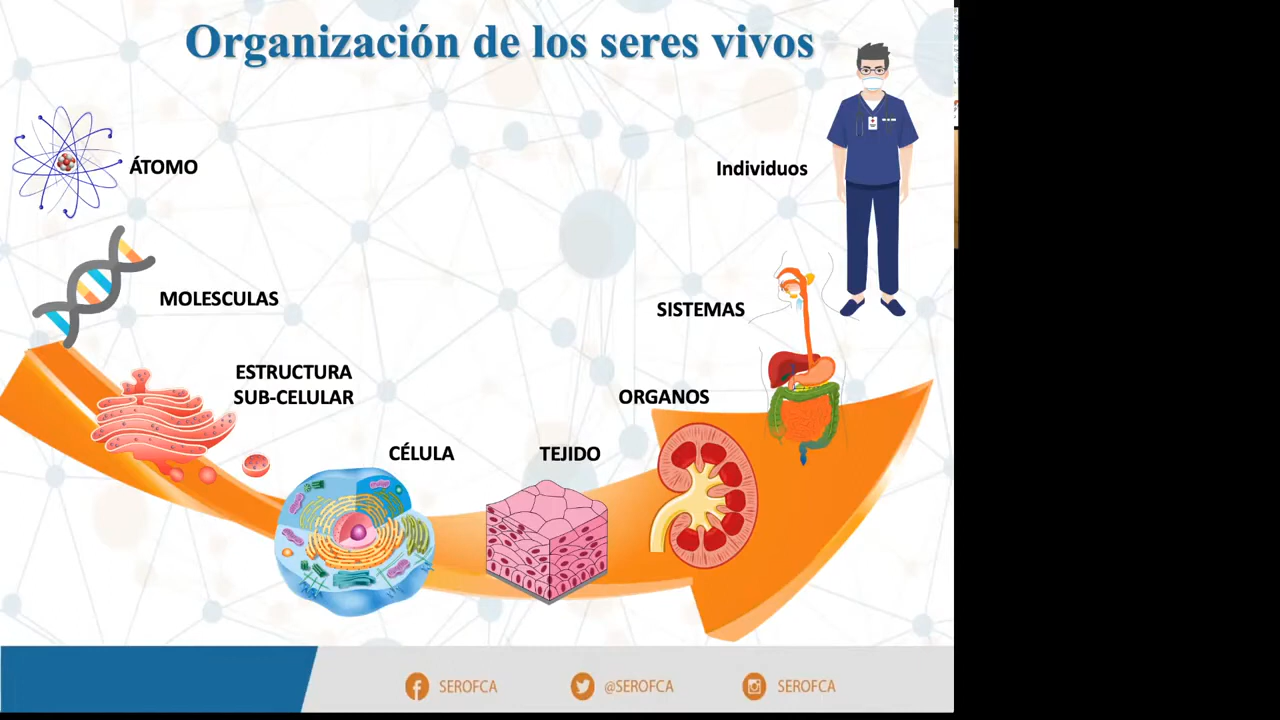 Organización de los seres vivos
ÁTOMO
Individuos
MOLESCULAS
SISTEMAS
ESTRUCTURA
SUB-CELULAR
ORGANOS
CÉLULA
TEJIDO
SEROFCA
@SEROFCA
SEROFCA